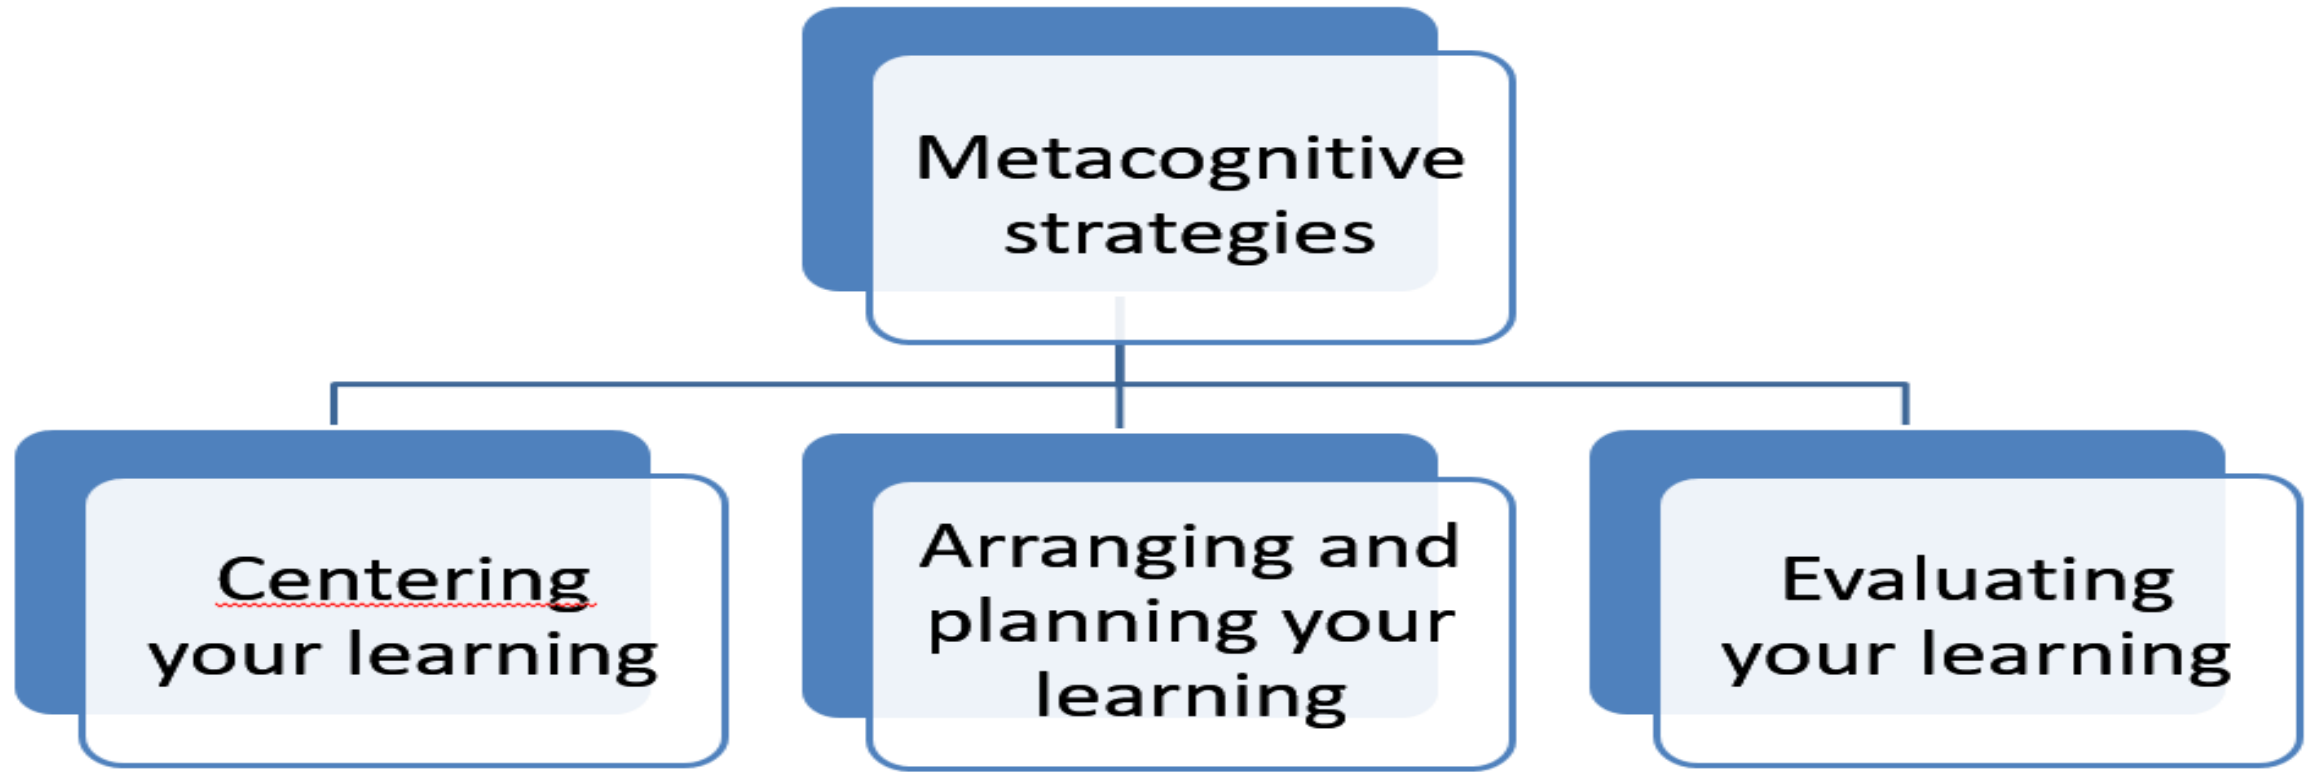 Metacognitive
strategies
Centering
your learning
Arranging and
planning your
learning
Evaluating
your learning